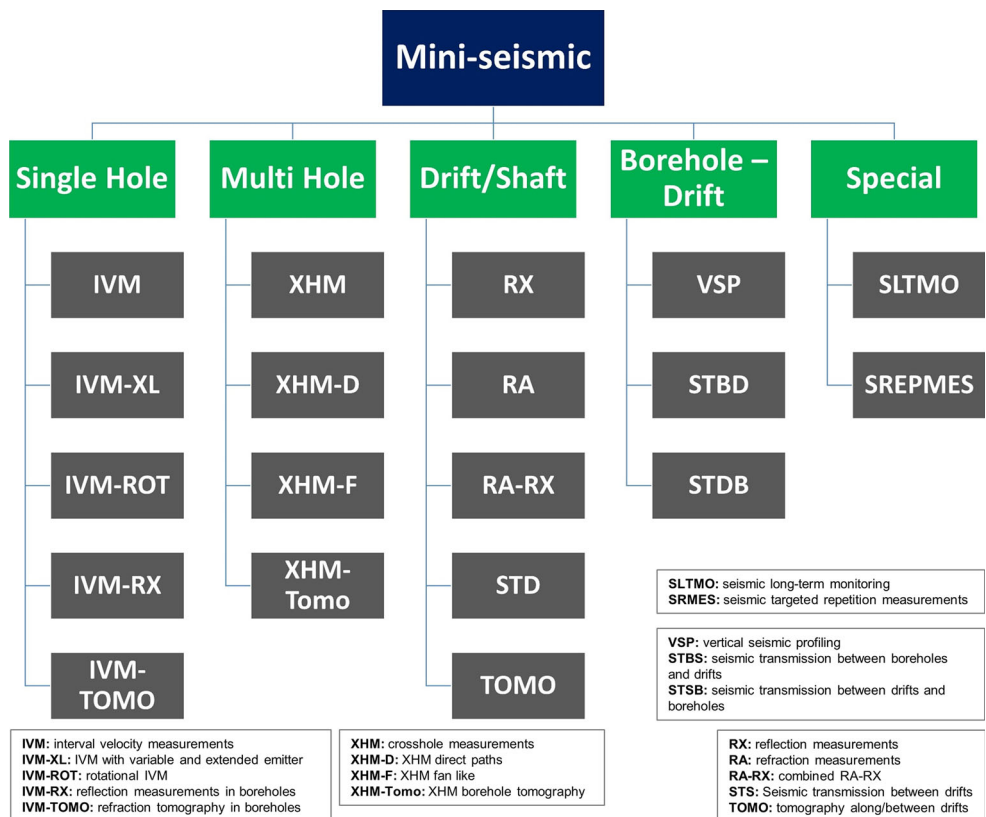 Mini-seismic
Single Hole
Multi Hole
Drift/Shaft
Borehole –
Drift
Special
IVM
XHM
RX
VSP
SLTMO
IVM-XL
XHM-D
RA
STBD
SREPMES
IVM-ROT
XHM-F
RA-RX
STDB
IVM-RX
XHM-
Tomo
STD
IVM-
TOMO
TOMO
SLTMO: seismic long-term monitoring
SRMES: seismic targeted repetition measurements
VSP: vertical seismic profiling
STBS: seismic transmission between boreholes
and drifts
STSB: seismic transmission between drifts and
boreholes
IVM: interval velocity measurements
IVM-XL: IVM with variable and extended emitter
IVM-ROT: rotational IVM
IVM-RX: reflection measurements in boreholes
IVM-TOMO: refraction tomography in boreholes
XHM: crosshole measurements
XHM-D: XHM direct paths
XHM-F: XHM fan like
XHM-Tomo: XHM borehole tomography
RX: reflection measurements
RA: refraction measurements
RA-RX: combined RA-RX
STS: Seismic transmission between drifts
TOMO: tomography along/between drifts